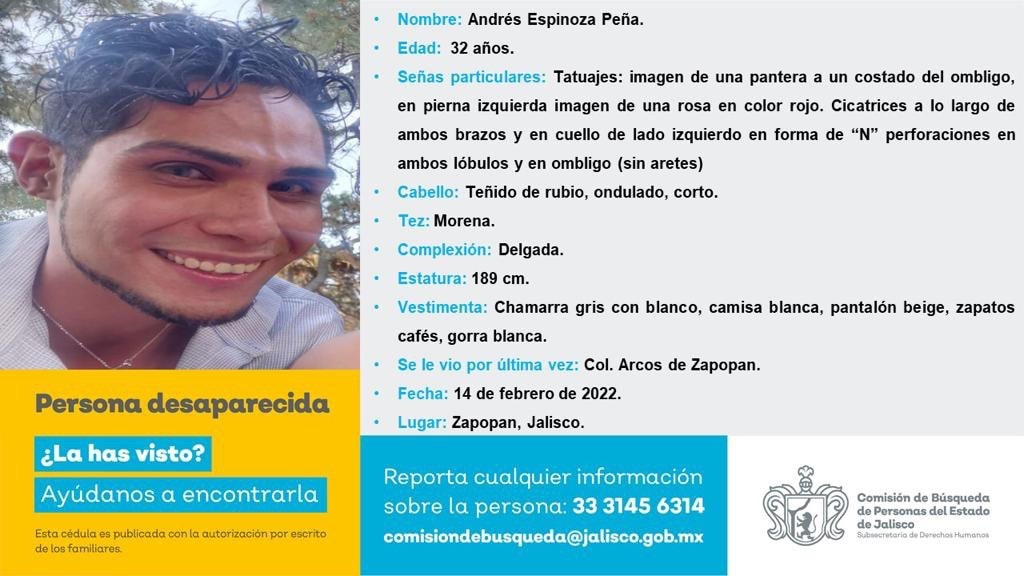 • Nombre: Andrés Espinoza Peña.
• Edad: 32 años.
• Señas particulares: Tatuajes: imagen de una pantera a un costado del ombligo,
en pierna izquierda imagen de una rosa en color rojo. Cicatrices a lo largo de
ambos brazos y en cuello de lado izquierdo en forma de “N” perforaciones en
ambos lóbulos y en ombligo (sin aretes)
• Cabello: Teñido de rubio, ondulado, corto.
• Tez: Morena.
• Complexión: Delgada.
• Estatura: 189 cm.
• Vestimenta: Chamarra gris con blanco, camisa blanca, pantalón beige, zapatos
cafés, gorra blanca.
• Se le vio por última vez: Col. Arcos de Zapopan.
• Fecha: 14 de febrero de 2022.
• Lugar: Zapopan, Jalisco.
Persona desaparecida
¿La has visto?
Ayúdanos a encontrarla
Esta cédula es publicada con la autorización por escrito
de los familiares.
Reporta cualquier información
sobre la persona: 33 3145 6314
comisiondebusqueda@jalisco.gob.mx
Comisión de Búsqueda
de Personas del Estado
de Jalisco
Subsecretaría de Derechos Humanos